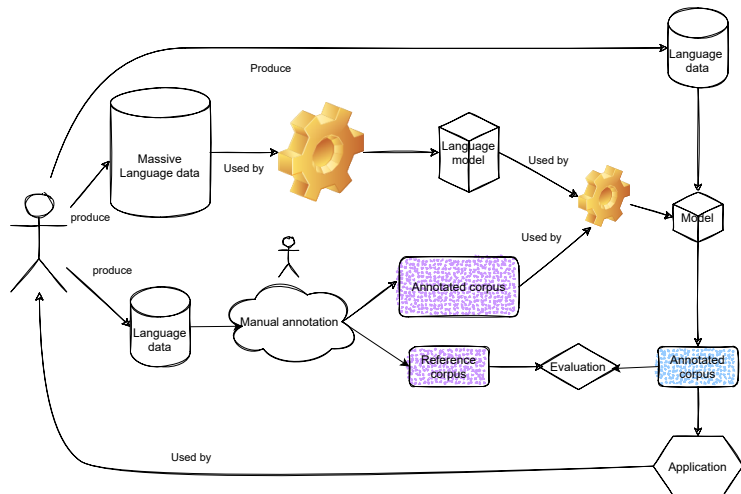 Language
data
Produce
Massive
Language data
Used by
Language
model
Used by
produce
Model
Used by
produce
Annotated corpus
Language
data
Manual annotation
Reference
corpus
Evaluation
Annotated
corpus
Used by
Application